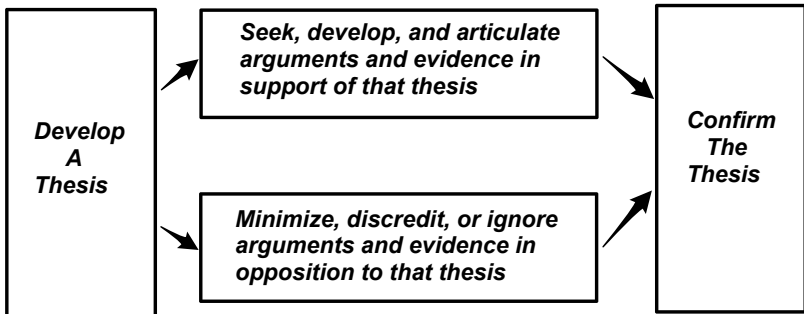 Develop
A
Thesis
Seek, develop, and articulate
arguments and evidence in
support of that thesis
Minimize, discredit, or ignore
arguments and evidence in
opposition to that thesis
Confirm
The
Thesis